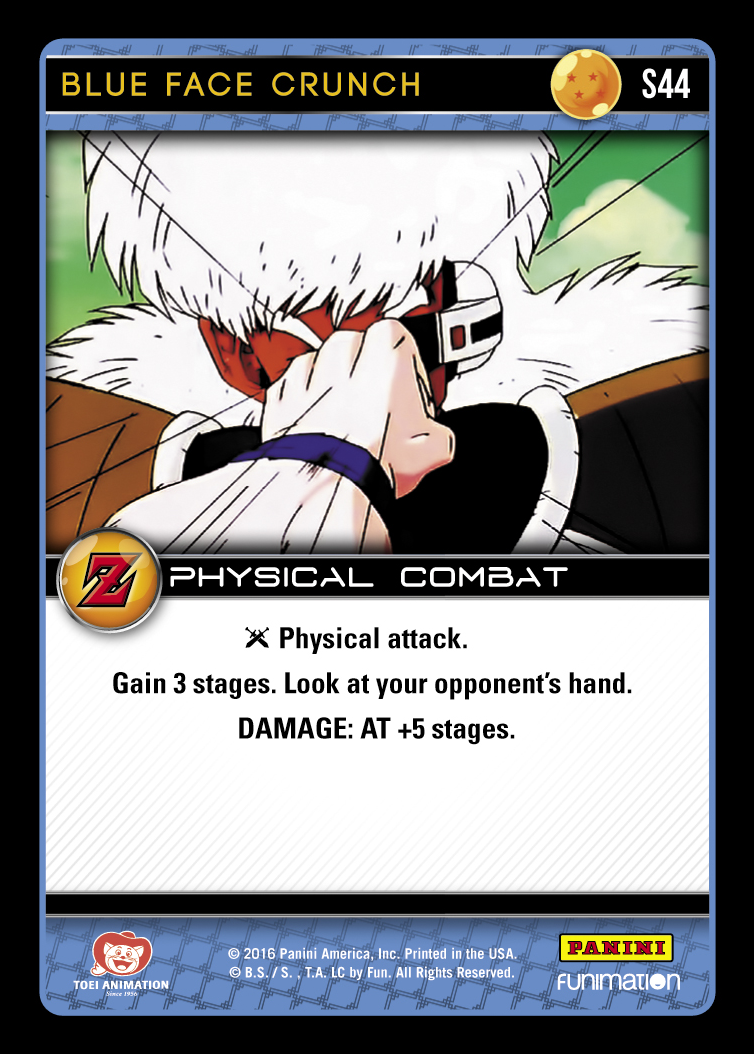 BLUE FACE CRUNCH
S44
Z PHYSICAL COMBAT
Physical attack.
Gain 3 stages. Look at your opponent's hand.
DAMAGE: AT +5 stages.
TOEI ANIMATION
Since 1956
© 2016 Panini America, Inc. Printed in the USA.
© B.S. / S. , T.A. LC by Fun. All Rights Reserved.
PANINI
FUNIMATION